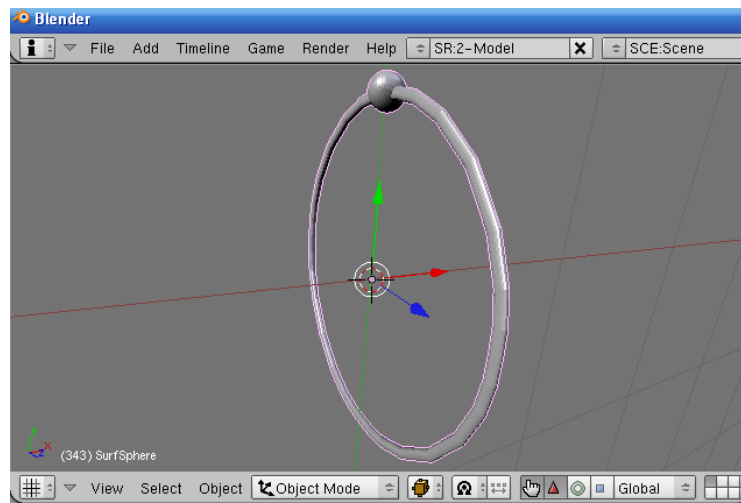 Blender
File Add Timeline Game Render Help SR:2-Model SCE:Scene
y
x
z
(343) SurfSphere
View Select Object Object Mode Global